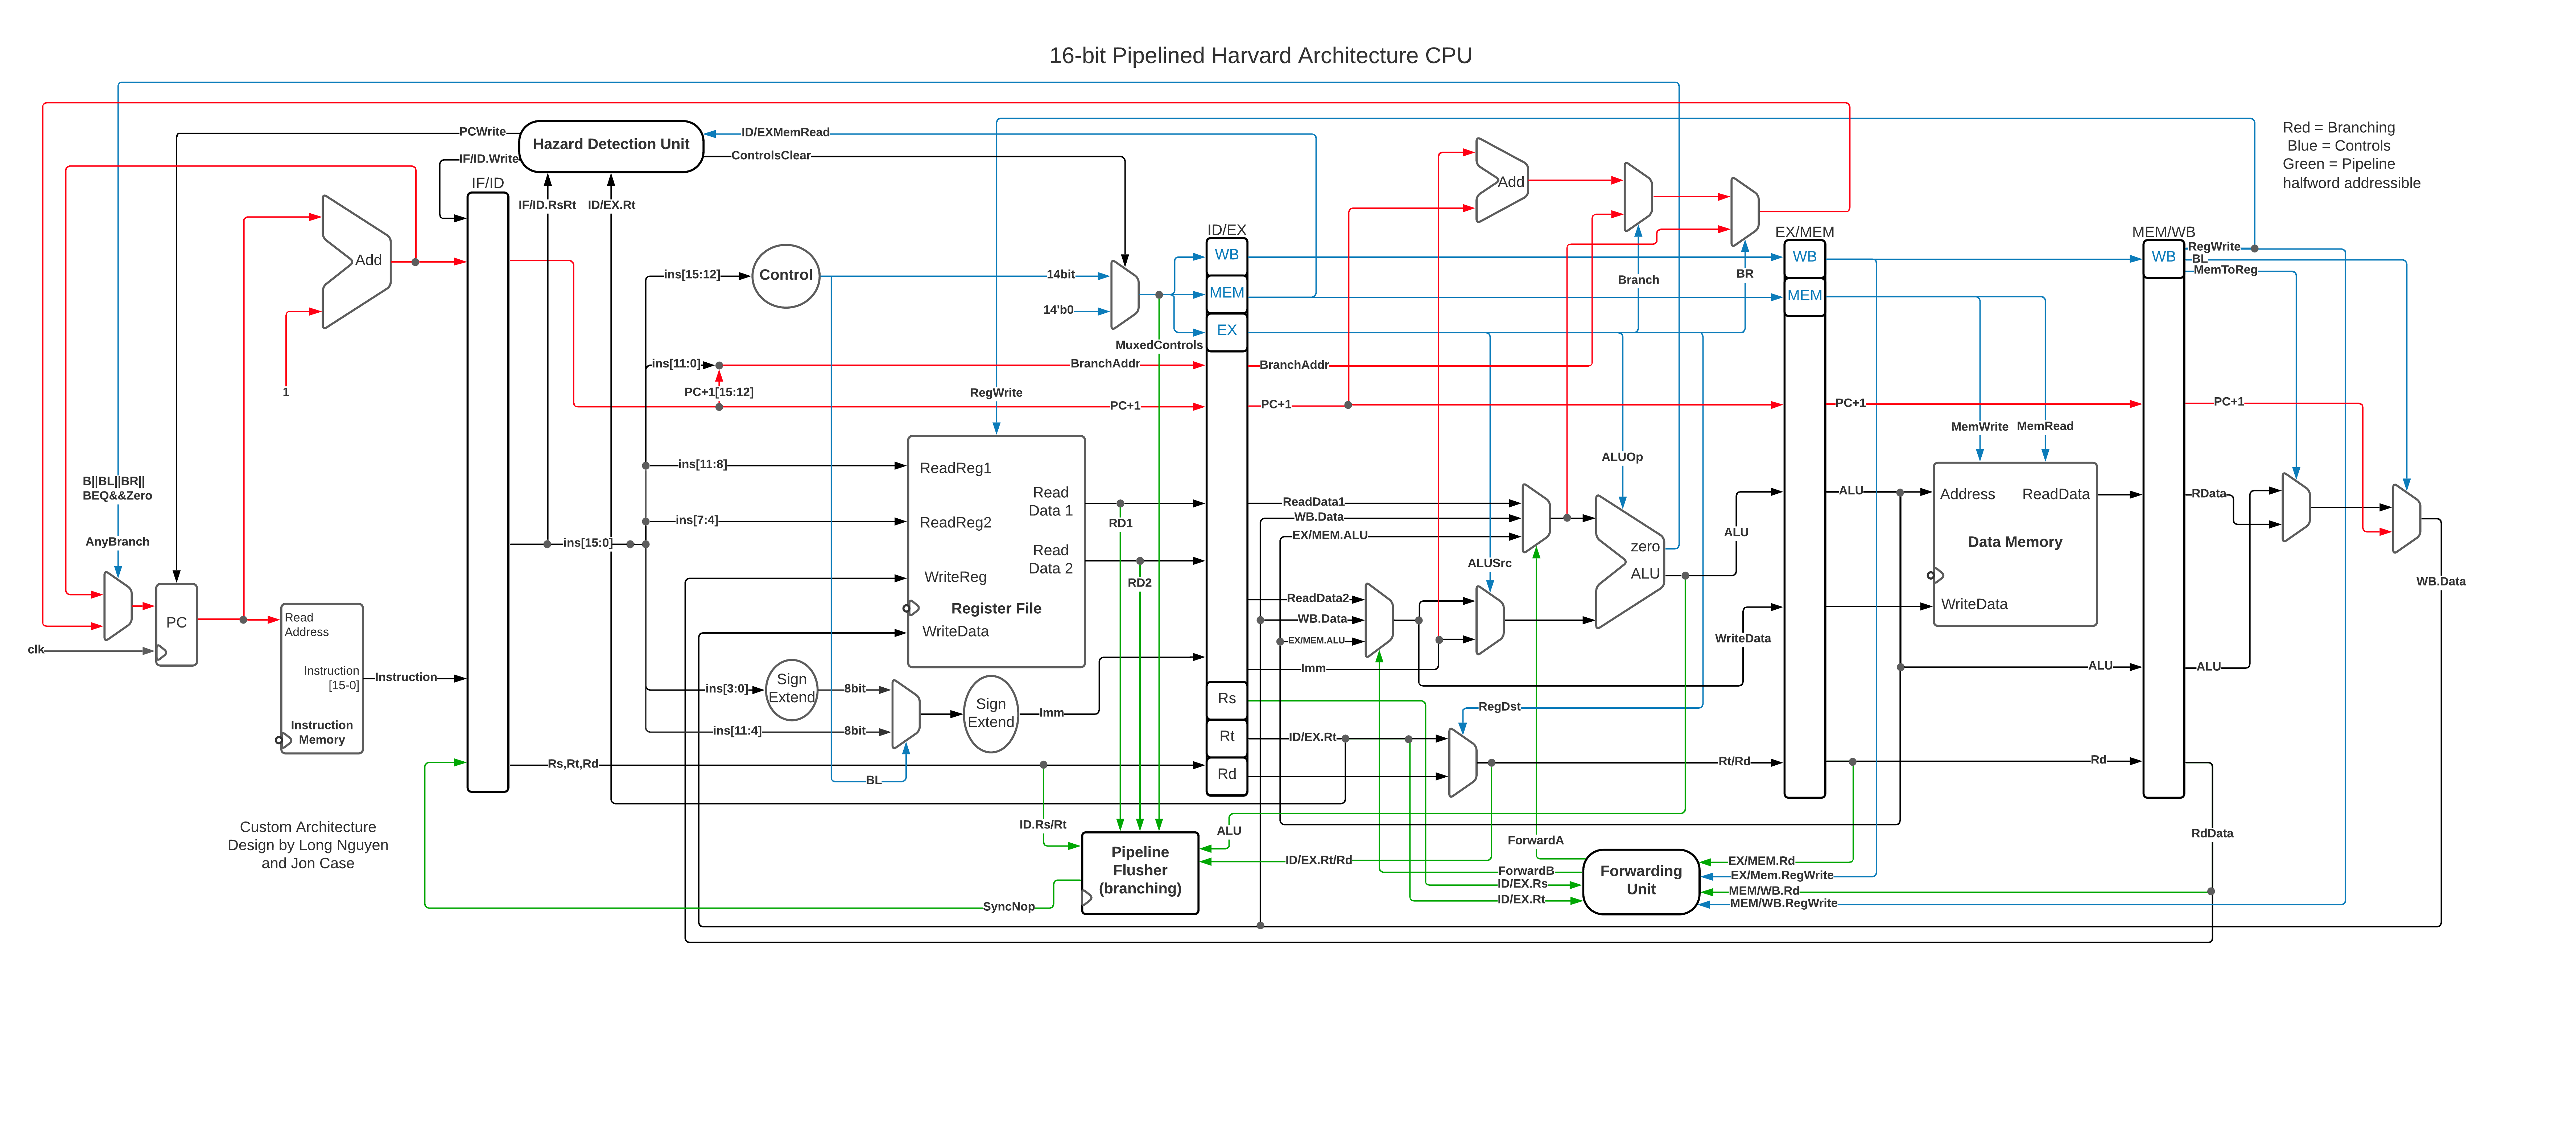 16-bit Pipelined Harvard Architecture CPU
Red = Branching
Blue = Controls
Green = Pipeline
halfword addressible
PCWrite
IF/ID.Write
Hazard Detection Unit
ID/EXMemRead
ControlsClear
IF/ID
IF/ID.RsRt
ID/EX.Rt
Add
1
B||BL||BR||
BEQ&&Zero
AnyBranch
PC
clk
Read
Address
Instruction
[15-0]
Instruction
Memory
Instruction
Custom Architecture
Design by Long Nguyen
and Jon Case
ins[15:12]
Control
14bit
14'b0
MuxedControls
ins[11:0]
BranchAddr
PC+1[15:12]
PC+1
RegWrite
ins[11:8]
ins[7:4]
ins[15:0]
ReadReg1
ReadReg2
WriteReg
Register File
WriteData
Read
Data 1
Read
Data 2
RD1
RD2
ins[3:0]
Sign
Extend
8bit
ins[11:4]
8bit
Sign
Extend
Imm
BL
Rs,Rt,Rd
ID.Rs/Rt
Pipeline
Flusher
(branching)
SyncNop
ID/EX
WB
MEM
EX
Rs
Rt
Rd
BranchAddr
PC+1
Add
Branch
BR
ReadData1
WB.Data
EX/MEM.ALU
ReadData2
WB.Data
EX/MEM.ALU
Imm
ALUSrc
ALUOp
zero
ALU
ALU
WriteData
RegDst
ID/EX.Rt
Rt/Rd
ALU
ID/EX.Rt/Rd
ForwardA
ForwardB
ID/EX.Rs
ID/EX.Rt
Forwarding
Unit
EX/MEM.Rd
EX/Mem.RegWrite
MEM/WB.Rd
MEM/WB.RegWrite
EX/MEM
WB
MEM
PC+1
MemWrite
MemRead
ALU
Address
ReadData
Data Memory
WriteData
ALU
Rd
MEM/WB
WB
RegWrite
BL
MemToReg
PC+1
RData
ALU
WB.Data
RdData